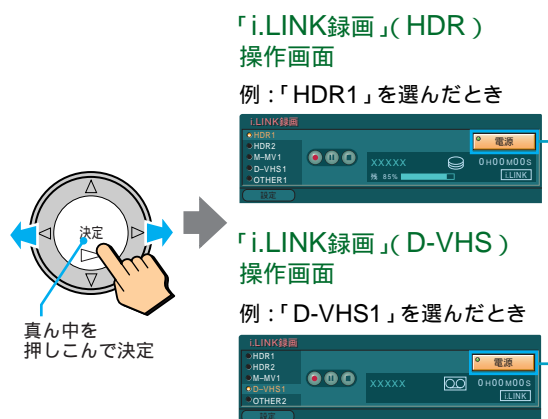 「i.LINK録画」(HDR)
操作画面
例：「HDR1」を選んだとき
i.LINK録画
HDR1
HDR2
M-MV1
D-VHS1
OTHER1
XXXXX
残 85%
電源
0H00M00S
i.LINK
設定
決定
真ん中を
押しこんで決定
「i.LINK録画」(D-VHS)
操作画面
例：「D-VHS1」を選んだとき
i.LINK録画
HDR1
HDR2
M-MV1
D-VHS1
OTHER2
XXXXX
電源
0H00M00S
i.LINK
設定